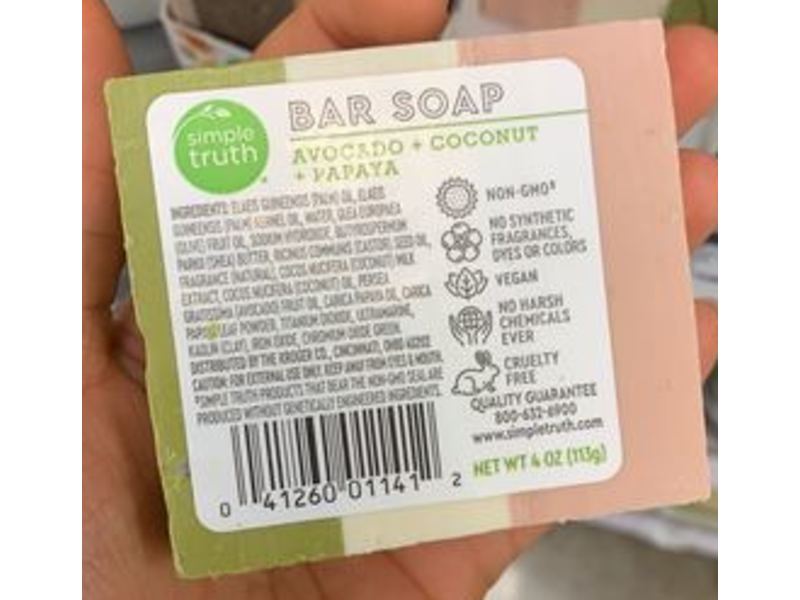 simple
truth
BAR SOAP
AVOCADO + COCONUT
+ PAPAYA
INGREDIENTS: ELAEIS GUINEENSIS (PALM) OIL, ELAEIS
GUINEENSIS (PALM) KERNEL OIL, WATER, OLEA EUROPAEA
(OLIVE) FRUIT OIL, SODIUM HYDROXIDE, BUTYROSPERMUM
PARKII (SHEA) BUTTER, RICINUS COMMUNIS (CASTOR) SEED OIL,
FRAGRANCE (NATURAL), COCOS NUCIFERA (COCONUT) MILK
EXTRACT, COCOS NUCIFERA (COCONUT) OIL, PERSEA
GRATISSIMA (AVOCADO) FRUIT OIL, CARICA PAPAYA OIL, CARICA
PAPAYA LEAF POWDER, TITANIUM DIOXIDE, ULTRAMARINE,
KAOLIN (CLAY), IRON OXIDE, CHROMIUM OXIDE GREEN.
DISTRIBUTED BY THE KROGER CO., CINCINNATI, OHIO 45202
CAUTION: FOR EXTERNAL USE ONLY. KEEP AWAY FROM EYES & MOUTH.
*SIMPLE TRUTH PRODUCTS THAT BEAR THE NON-GMO SEAL ARE
PRODUCED WITHOUT GENETICALLY ENGINEERED INGREDIENTS.
0 41260 01141 2
NON-GMO*
NO SYNTHETIC
FRAGRANCES,
DYES OR COLORS
VEGAN
NO HARSH
CHEMICALS
EVER
CRUELTY
FREE
QUALITY GUARANTEE
800-632-6900
www.simpletruth.com
NET WT 4 OZ (113g)